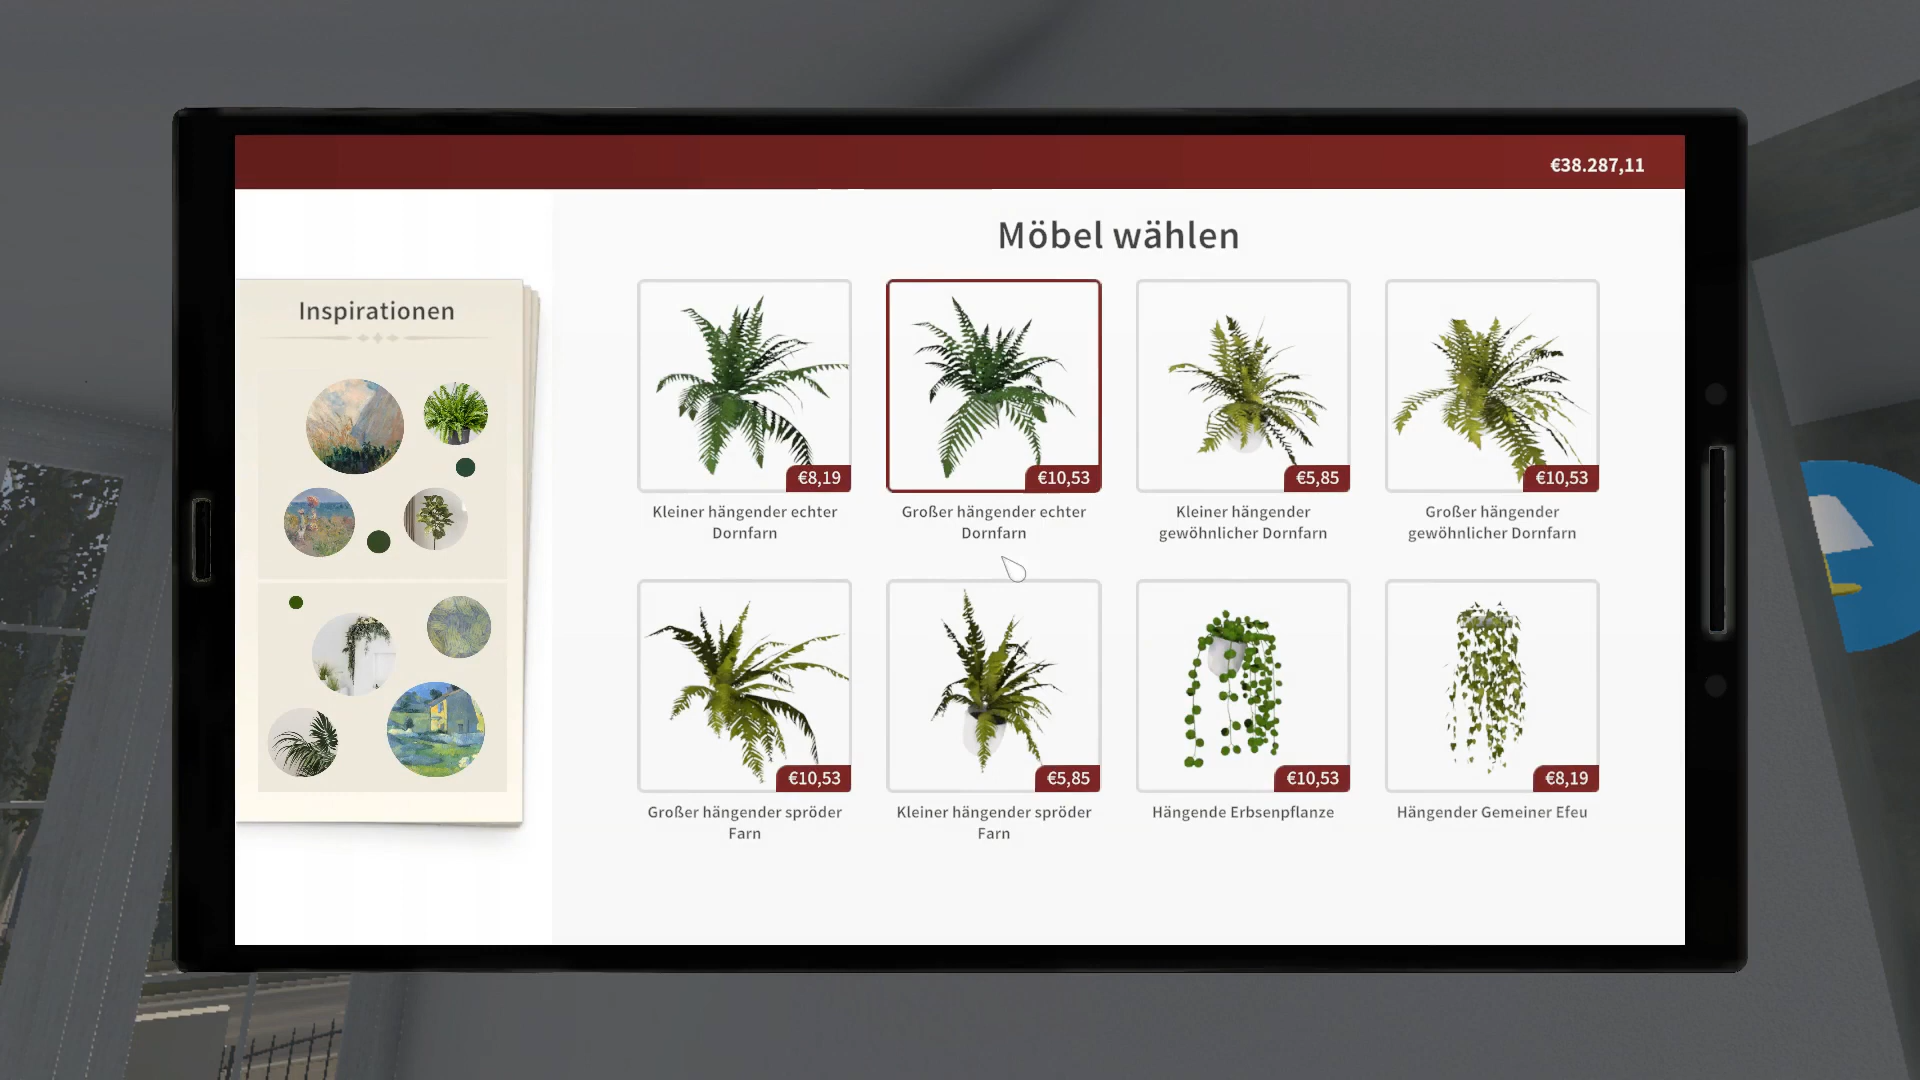 €38.287,11
Möbel wählen
Inspirationen
€8,19
€10,53
€5,85
€10,53
Kleiner hängender echter
Dornfarn
Großer hängender echter
Dornfarn
Kleiner hängender
gewöhnlicher Dornfarn
Großer hängender
gewöhnlicher Dornfarn
€10,53
€5,85
€10,53
€8,19
Großer hängender spröder
Farn
Kleiner hängender spröder
Farn
Hängende Erbsenpflanze
Hängender Gemeiner Efeu